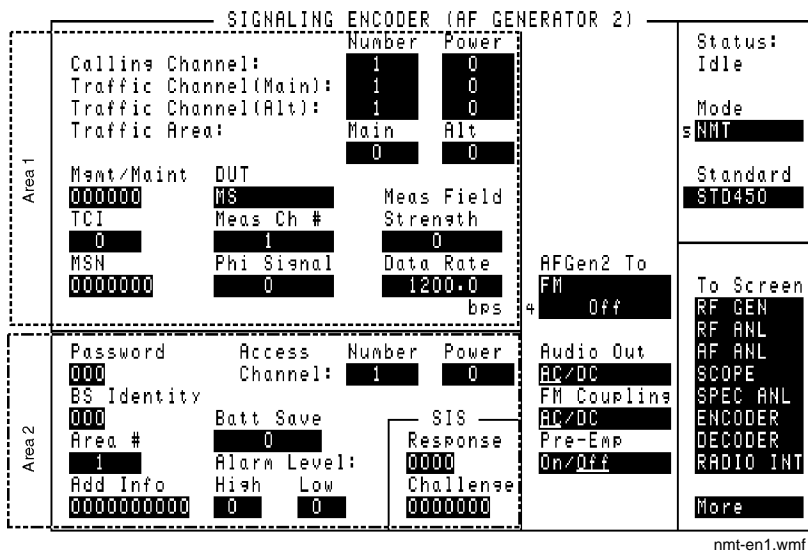 SIGNALING ENCODER (AF GENERATOR 2)
Number Power
Calling Channel: 1 0
Traffic Channel(Main): 1 0
Traffic Channel(Alt): 1 0
Traffic Area: Main Alt
0 0
Mgmt/Maint DUT
000000 MS Meas Field
TCI Meas Ch # Strength
0 1 0
MSN Phi Signal Data Rate
0000000 0 1200.0
bps
Area 1
AFGen2 To
FM
4 Off
Status:
Idle
Mode
5 NMT
Standard
STD450
Password Access Number Power
000 Channel: 1 0
BS Identity
000 Batt Save SIS
Area # 0 Response
1 Alarm Level: 0000
Add Info High Low Challenge
0000000000 0 0 0000000
Area 2
Audio Out
AC/DC
FM Coupling
AC/DC
Pre-Emp
On/Off
To Screen
RF GEN
RF ANL
AF ANL
SCOPE
SPEC ANL
ENCODER
DECODER
RADIO INT
More
nmt-en1.wmf